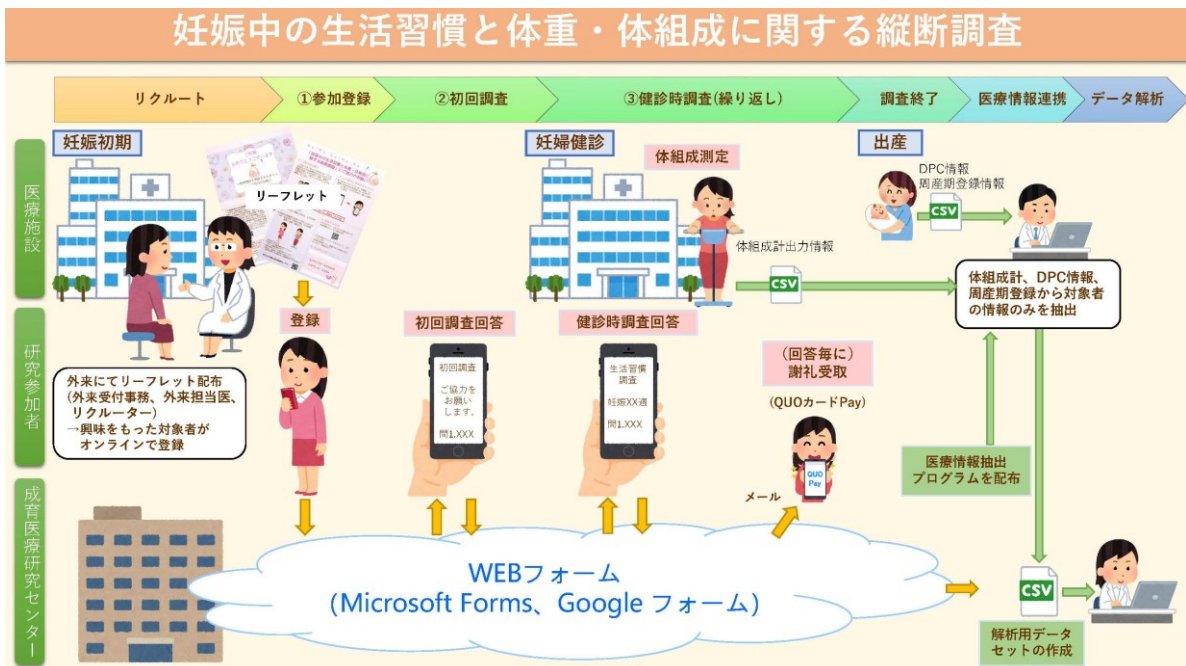 妊娠中の生活習慣と体重・体組成に関する縦断調査
リクルート
①参加登録
②初回調査
③健診時調査(繰り返し)
調査終了
医療情報連携
データ解析
医療施設
妊娠初期
リーフレット
妊婦健診
体組成測定
体組成計出力情報
CSV
出産
DPC情報
周産期登録情報
CSV
体組成計、DPC情報、
周産期登録から対象者
の情報のみを抽出
研究参加者
外来にてリーフレット配布
(外来受付事務、外来担当医、
リクルーター)
→興味をもった対象者が
オンラインで登録
登録
初回調査回答
初回調査
ご協力を
お願い
します.
問1.XXX
健診時調査回答
生活習慣
調査
妊娠XX週
問1.XXX
(回答毎に)
謝礼受取
(QUOカードPay)
QUO
Pay
メール
医療情報抽出
プログラムを配布
成育医療研究センター
WEBフォーム
(Microsoft Forms、Google フォーム)
CSV
解析用データ
セットの作成